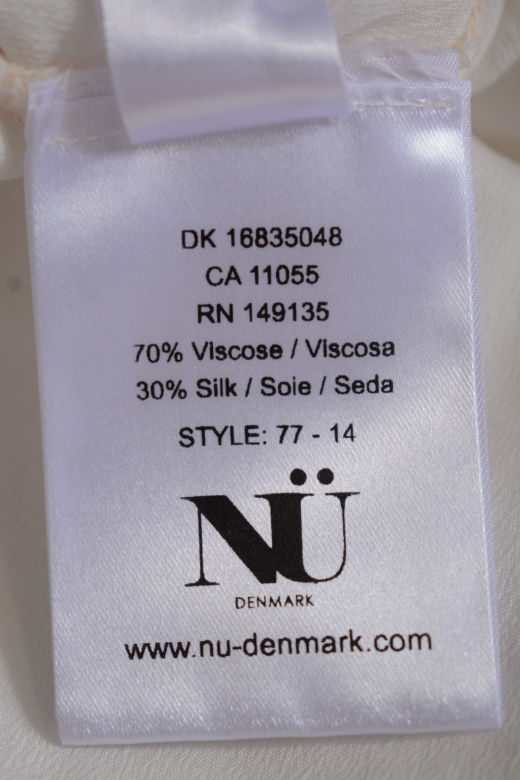 DK 16835048
CA 11055
RN 149135
70% Viscose / Viscosa
30% Silk / Soie / Seda
STYLE: 77 - 14
NÜ
DENMARK
www.nu-denmark.com